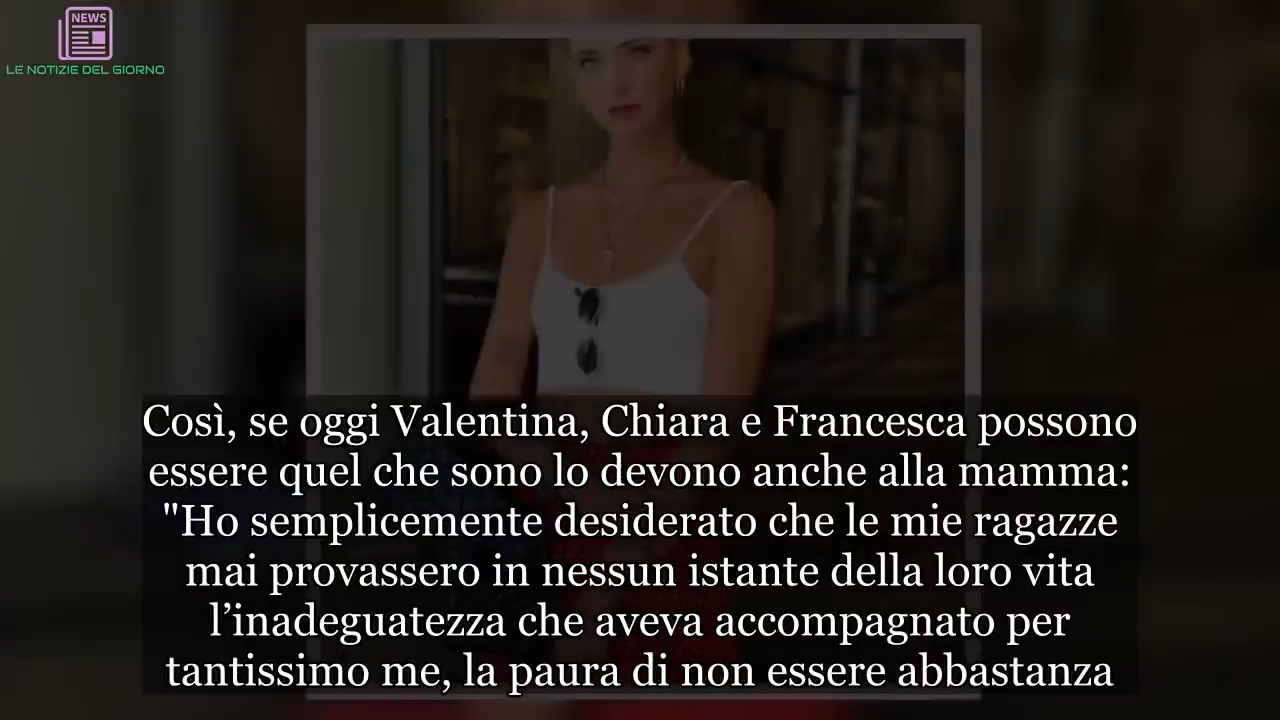 NEWS
LE NOTIZIE DEL GIORNO
Così, se oggi Valentina, Chiara e Francesca possono
essere quel che sono lo devono anche alla mamma:
"Ho semplicemente desiderato che le mie ragazze
mai provassero in nessun istante della loro vita
l’inadeguatezza che aveva accompagnato per
tantissimo me, la paura di non essere abbastanza